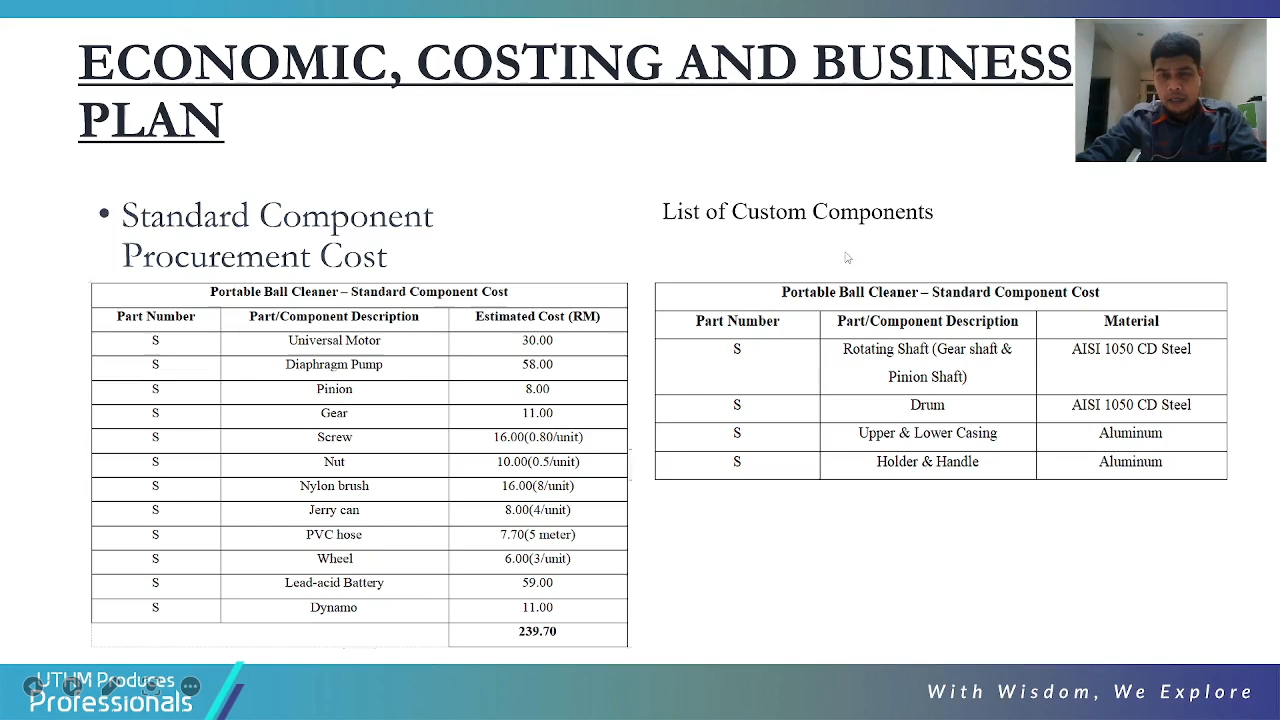 ECONOMIC, COSTING AND BUSINESS
PLAN
• Standard Component
Procurement Cost
Portable Ball Cleaner – Standard Component Cost
Part Number Part/Component Description Estimated Cost (RM)
S Universal Motor 30.00
S Diaphragm Pump 58.00
S Pinion 8.00
S Gear 11.00
S Screw 16.00(0.80/unit)
S Nut 10.00(0.5/unit)
S Nylon brush 16.00(8/unit)
S Jerry can 8.00(4/unit)
S PVC hose 7.70(5 meter)
S Wheel 6.00(3/unit)
S Lead-acid Battery 59.00
S Dynamo 11.00
239.70
List of Custom Components
Portable Ball Cleaner – Standard Component Cost
Part Number Part/Component Description Material
S Rotating Shaft (Gear shaft & AISI 1050 CD Steel
Pinion Shaft)
S Drum AISI 1050 CD Steel
S Upper & Lower Casing Aluminum
S Holder & Handle Aluminum
UTHM Produces
Professionals
With Wisdom, We Explore